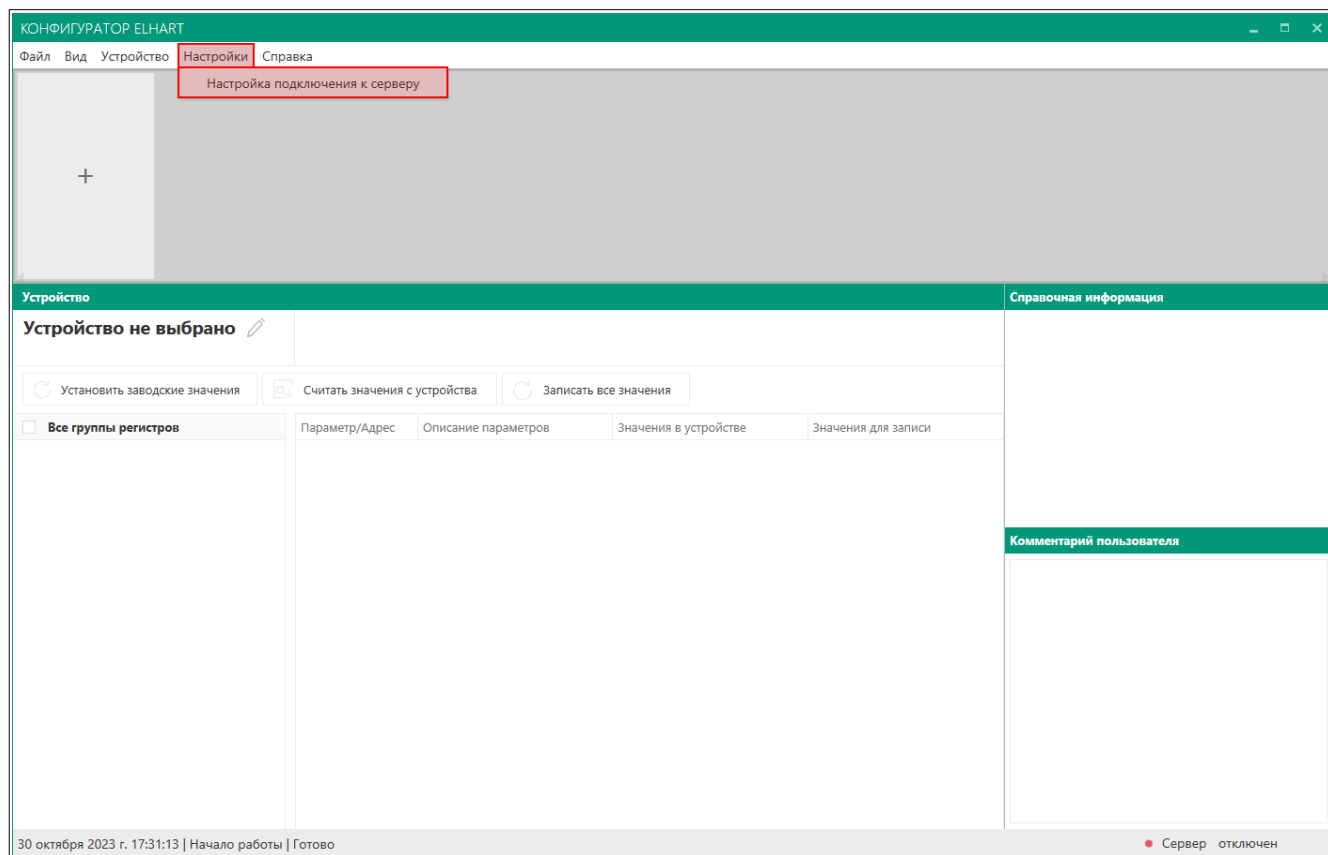 КОНФИГУРАТОР ELHART
Файл Вид Устройство Настройки Справка
Настройка подключения к серверу
+
Устройство
Справочная информация
Устройство не выбрано
Установить заводские значения
Считать значения с устройства
Записать все значения
Все группы регистров
Параметр/Адрес Описание параметров Значения в устройстве Значения для записи
Комментарий пользователя
30 октября 2023 г. 17:31:13 | Начало работы | Готово
Сервер отключен